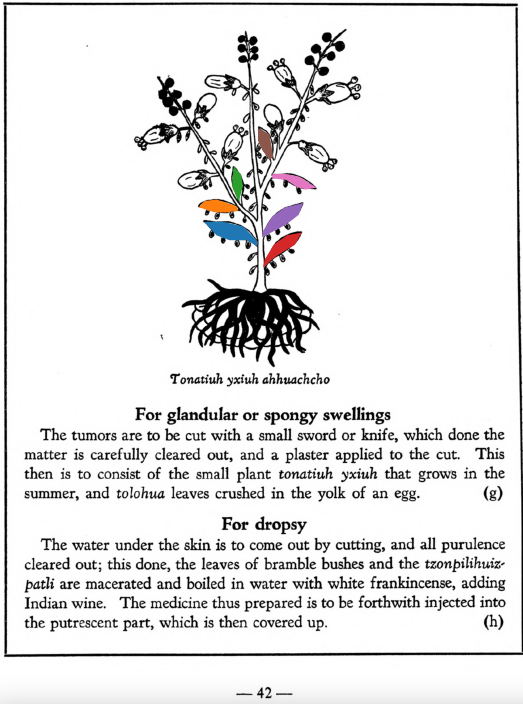 Tonatiuh yxiuh ahhuachcho
For glandular or spongy swellings
The tumors are to be cut with a small sword or knife, which done the
matter is carefully cleared out, and a plaster applied to the cut. This
then is to consist of the small plant tonatiuh yxiuh that grows in the
summer, and tolohua leaves crushed in the yolk of an egg. (g)
For dropsy
The water under the skin is to come out by cutting, and all purulence
cleared out; this done, the leaves of bramble bushes and the tzonpilihuiz-
patli are macerated and boiled in water with white frankincense, adding
Indian wine. The medicine thus prepared is to be forthwith injected into
the putrescent part, which is then covered up. (h)
— 42 —